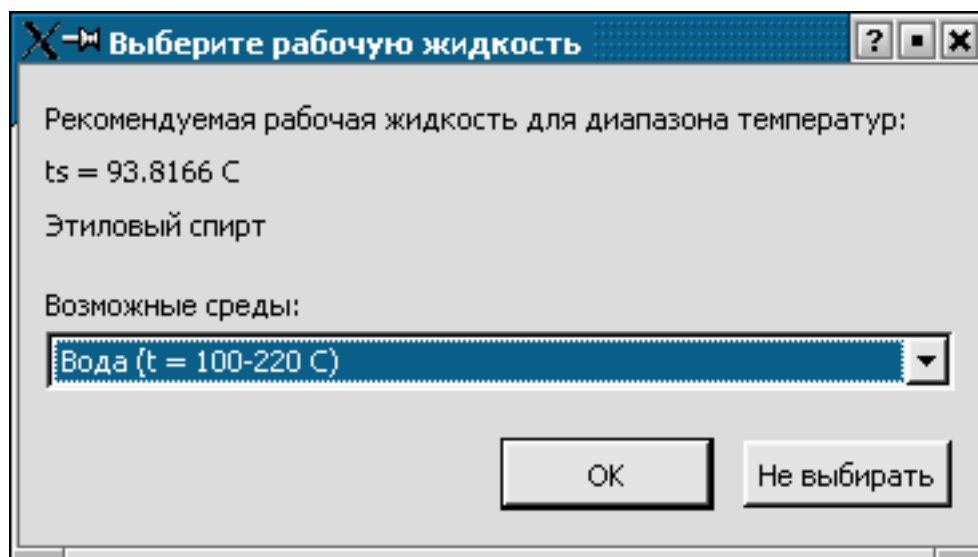 Выберите рабочую жидкость
Рекомендуемая рабочая жидкость для диапазона температур:
ts = 93.8166 C
Этиловый спирт
Возможные среды:
Вода (t = 100-220 C)
OK
Не выбирать